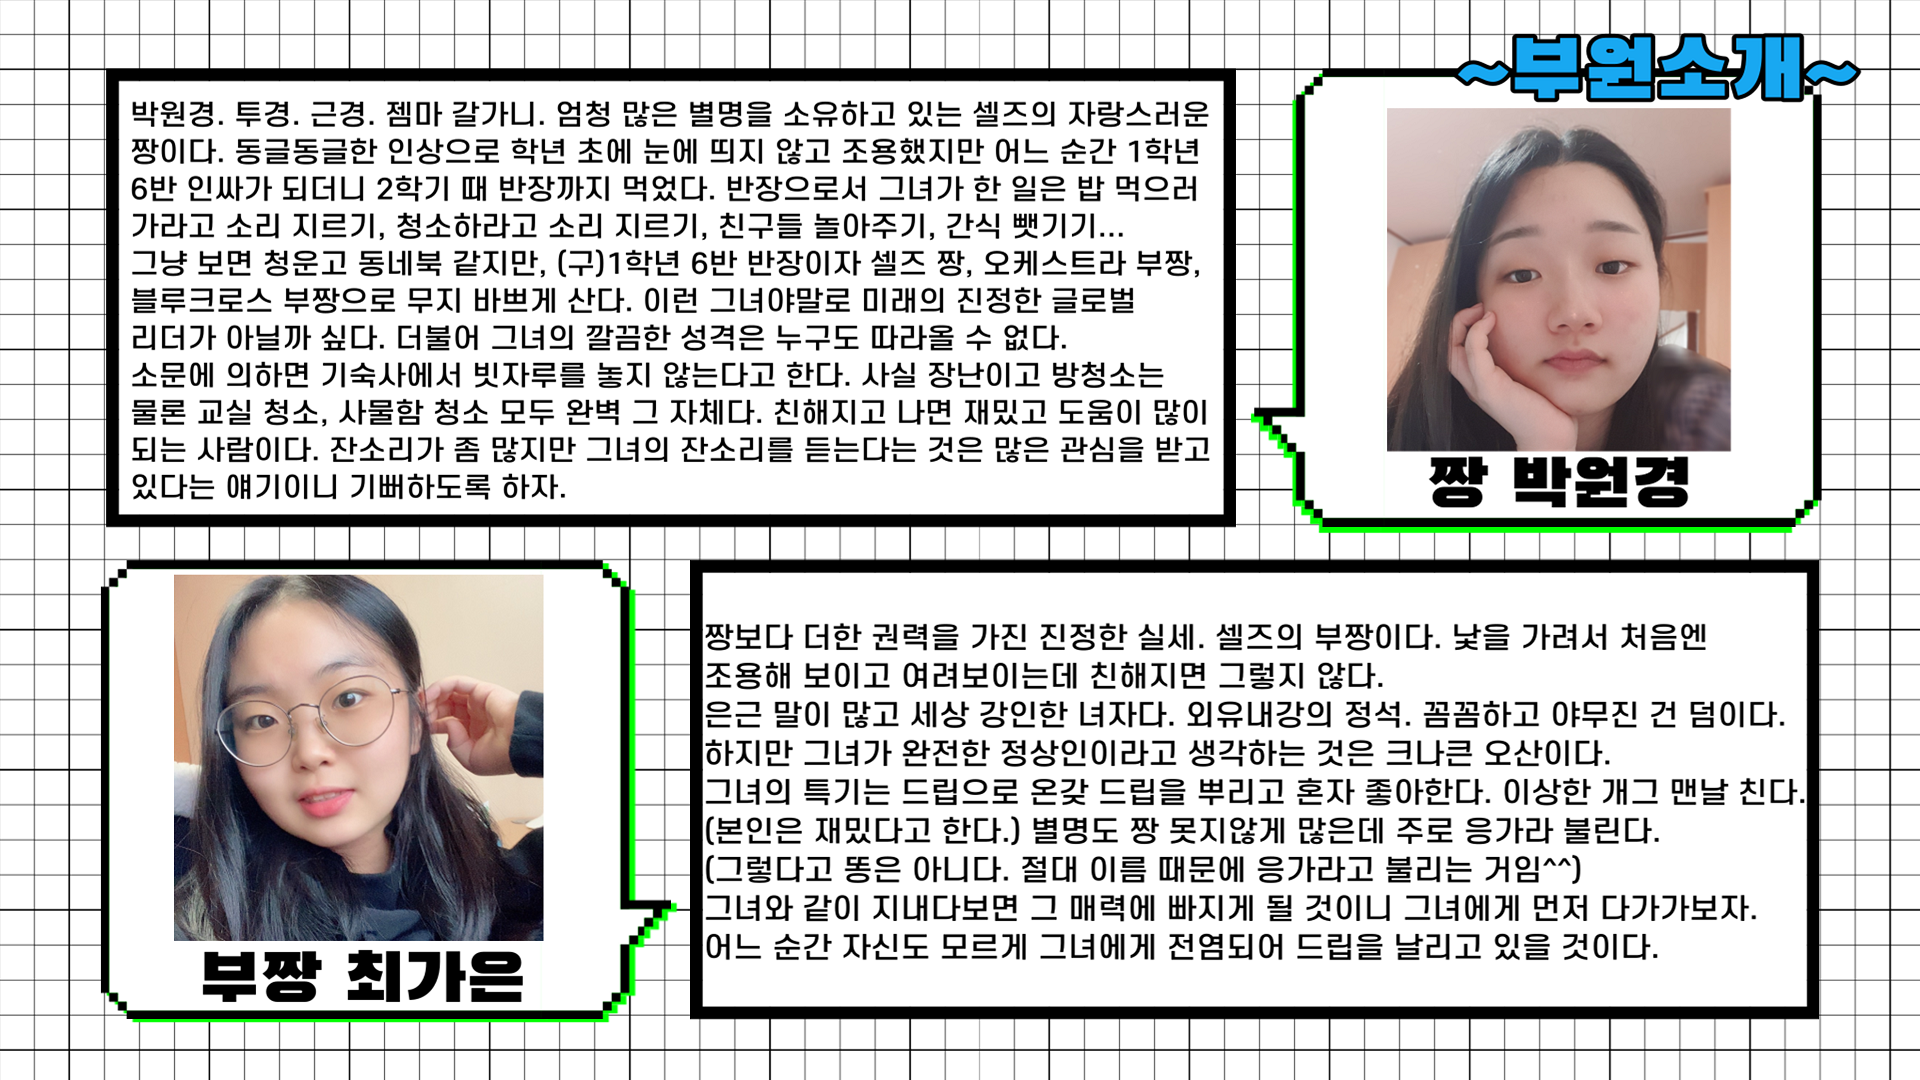 ~부원소개~
박원경. 투경. 근경. 젬마 갈가니. 엄청 많은 별명을 소유하고 있는 셀즈의 자랑스러운
짱이다. 동글동글한 인상으로 학년 초에 눈에 띄지 않고 조용했지만 어느 순간 1학년
6반 인싸가 되더니 2학기 때 반장까지 먹었다. 반장으로서 그녀가 한 일은 밥 먹으러
가라고 소리 지르기, 청소하라고 소리 지르기, 친구들 놀아주기, 간식 뺏기기...
그냥 보면 청운고 동네북 같지만, (구)1학년 6반 반장이자 셀즈 짱, 오케스트라 부짱,
블루크로스 부짱으로 무지 바쁘게 산다. 이런 그녀야말로 미래의 진정한 글로벌
리더가 아닐까 싶다. 더불어 그녀의 깔끔한 성격은 누구도 따라올 수 없다.
소문에 의하면 기숙사에서 빗자루를 놓지 않는다고 한다. 사실 장난이고 방청소는
물론 교실 청소, 사물함 청소 모두 완벽 그 자체다. 친해지고 나면 재밌고 도움이 많이
되는 사람이다. 잔소리가 좀 많지만 그녀의 잔소리를 듣는다는 것은 많은 관심을 받고
있다는 얘기이니 기뻐하도록 하자.
짱 박원경
부짱 최가은
짱보다 더한 권력을 가진 진정한 실세. 셀즈의 부짱이다. 낯을 가려서 처음엔
조용해 보이고 여려보이는데 친해지면 그렇지 않다.
은근 말이 많고 세상 강인한 녀자다. 외유내강의 정석. 꼼꼼하고 야무진 건 덤이다.
하지만 그녀가 완전한 정상인이라고 생각하는 것은 크나큰 오산이다.
그녀의 특기는 드립으로 온갖 드립을 뿌리고 혼자 좋아한다. 이상한 개그 맨날 친다.
(본인은 재밌다고 한다.) 별명도 짱 못지않게 많은데 주로 응가라 불린다.
(그렇다고 똥은 아니다. 절대 이름 때문에 응가라고 불리는 거임^^)
그녀와 같이 지내다보면 그 매력에 빠지게 될 것이니 그녀에게 먼저 다가가보자.
어느 순간 자신도 모르게 그녀에게 전염되어 드립을 날리고 있을 것이다.